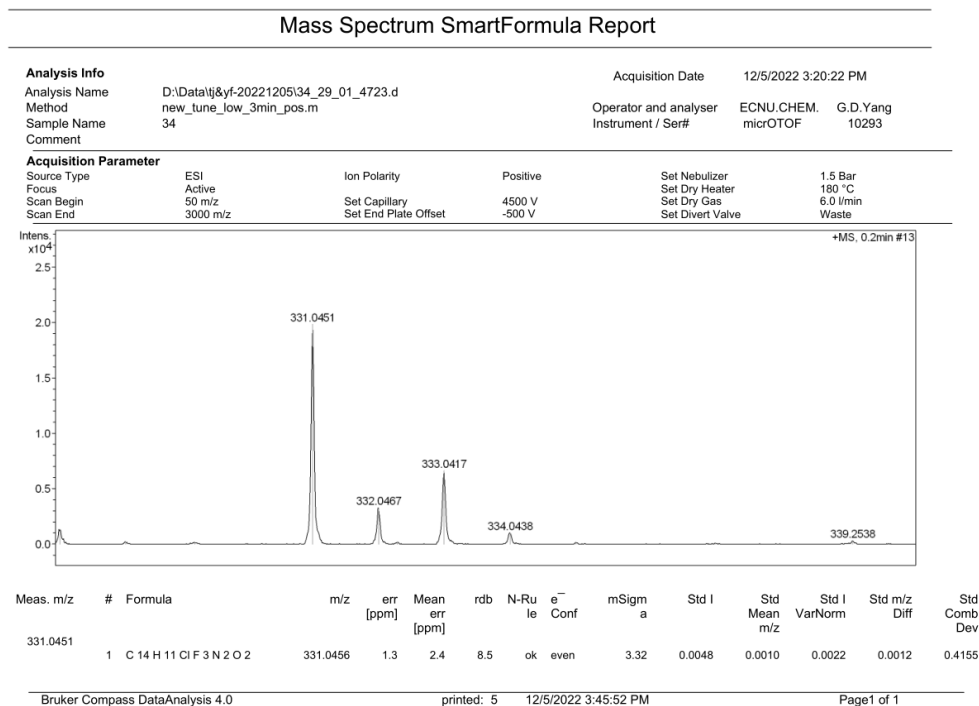 Mass Spectrum SmartFormula Report
Analysis Info
Acquisition Date 12/5/2022 3:20:22 PM
Analysis Name D:\Data\tj&yf-20221205\34_29_01_4723.d
Method new_tune_low_3min_pos.m Operator and analyser ECNU.CHEM. G.D.Yang
Sample Name 34 Instrument / Ser# micrOTOF 10293
Comment
Acquisition Parameter
Source Type ESI Ion Polarity Positive Set Nebulizer 1.5 Bar
Focus Active Set Dry Heater 180 °C
Scan Begin 50 m/z Set Capillary 4500 V Set Dry Gas 6.0 l/min
Scan End 3000 m/z Set End Plate Offset -500 V Set Divert Valve Waste
Intens. +MS, 0.2min #13
x10⁴
2.5
331.0451
2.0
1.5
1.0
333.0417
0.5
332.0467
334.0438
339.2538
0.0
Meas. m/z # Formula m/z err Mean rdb N-Ru e¯ mSigm Std I Std Std I Std m/z Std
[ppm] err le Conf a Mean VarNorm Diff Comb
[ppm] m/z Dev
331.0451
1 C 14 H 11 Cl F 3 N 2 O 2 331.0456 1.3 2.4 8.5 ok even 3.32 0.0048 0.0010 0.0022 0.0012 0.4155
Bruker Compass DataAnalysis 4.0 printed: 5 12/5/2022 3:45:52 PM Page1 of 1